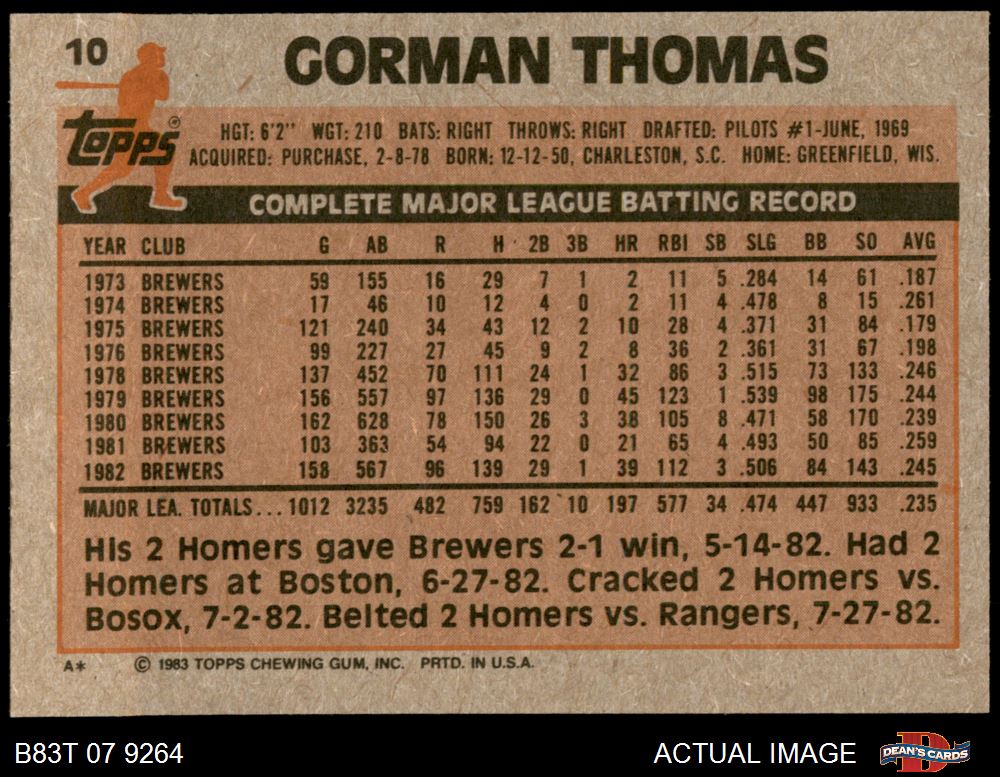 10 GORMAN THOMAS
Topps®
HGT: 6'2" WGT: 210 BATS: RIGHT THROWS: RIGHT DRAFTED: PILOTS #1-JUNE, 1969
ACQUIRED: PURCHASE, 2-8-78 BORN: 12-12-50, CHARLESTON, S.C. HOME: GREENFIELD, WIS.
COMPLETE MAJOR LEAGUE BATTING RECORD
YEAR CLUB G AB R H 2B 3B HR RBI SB SLG BB SO AVG
1973 BREWERS 59 155 16 29 7 1 2 11 5 .284 14 61 .187
1974 BREWERS 17 46 10 12 4 0 2 11 4 .478 8 15 .261
1975 BREWERS 121 240 34 43 12 2 10 28 4 .371 31 84 .179
1976 BREWERS 99 227 27 45 9 2 8 36 2 .361 31 67 .198
1978 BREWERS 137 452 70 111 24 1 32 86 3 .515 73 133 .246
1979 BREWERS 156 557 97 136 29 0 45 123 1 .539 98 175 .244
1980 BREWERS 162 628 78 150 26 3 38 105 8 .471 58 170 .239
1981 BREWERS 103 363 54 94 22 0 21 65 4 .493 50 85 .259
1982 BREWERS 158 567 96 139 29 1 39 112 3 .506 84 143 .245
MAJOR LEA. TOTALS... 1012 3235 482 759 162 10 197 577 34 .474 447 933 .235
His 2 Homers gave Brewers 2-1 win, 5-14-82. Had 2
Homers at Boston, 6-27-82. Cracked 2 Homers vs.
Bosox, 7-2-82. Belted 2 Homers vs. Rangers, 7-27-82.
A* © 1983 TOPPS CHEWING GUM, INC. PRTD. IN U.S.A.
B83T 07 9264 ACTUAL IMAGE DEAN'S CARDS